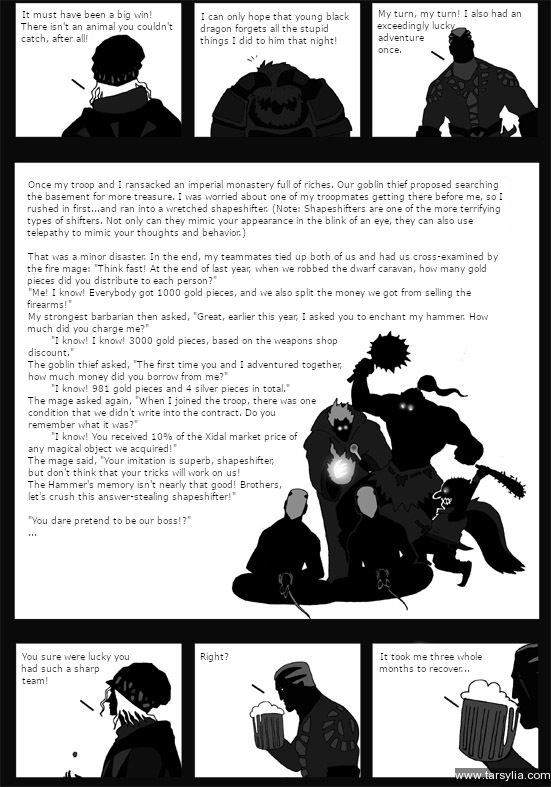 It must have been a big win!
There isn't an animal you couldn't
catch, after all!
I can only hope that young black
dragon forgets all the stupid
things I did to him that night!
My turn, my turn! I also had an
exceedingly lucky
adventure
once.
Once my troop and I ransacked an imperial monastery full of riches. Our goblin thief proposed searching
the basement for more treasure. I was worried about one of my troopmates getting there before me, so I
rushed in first...and ran into a wretched shapeshifter. (Note: Shapeshifters are one of the more terrifying
types of shifters. Not only can they mimic your appearance in the blink of an eye, they can also use
telepathy to mimic your thoughts and behavior.)
That was a minor disaster. In the end, my teammates tied up both of us and had us cross-examined by
the fire mage: "Think fast! At the end of last year, when we robbed the dwarf caravan, how many gold
pieces did you distribute to each person?"
"Me! I know! Everybody got 1000 gold pieces, and we also split the money we got from selling the
firearms!"
My strongest barbarian then asked, "Great, earlier this year, I asked you to enchant my hammer. How
much did you charge me?"
"I know! I know! 3000 gold pieces, based on the weapons shop
discount."
The goblin thief asked, "The first time you and I adventured together,
how much money did you borrow from me?"
"I know! 981 gold pieces and 4 silver pieces in total."
The mage asked again, "When I joined the troop, there was one
condition that we didn't write into the contract. Do you
remember what it was?"
"I know! You received 10% of the Xidal market price of
any magical object we acquired!"
The mage said, "Your imitation is superb, shapeshifter,
but don't think that your tricks will work on us!
The Hammer's memory isn't nearly that good! Brothers,
let's crush this answer-stealing shapeshifter!"
"You dare pretend to be our boss!?"
...
You sure were lucky you
had such a sharp
team!
Right?
It took me three whole
months to recover...
www.tarsylia.com